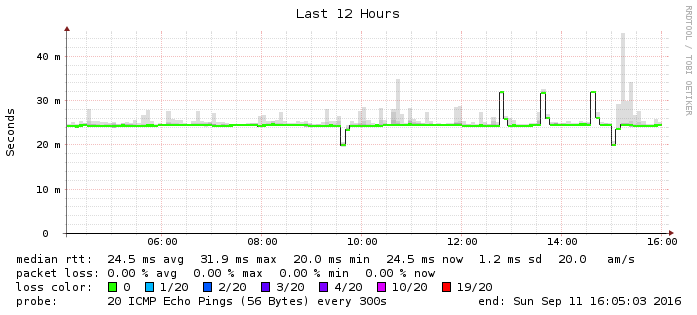 Last 12 Hours
RRDTOOL / TOBI OETIKER
Seconds
40 m
30 m
20 m
10 m
0
06:00 08:00 10:00 12:00 14:00 16:00
median rtt: 24.5 ms avg 31.9 ms max 20.0 ms min 24.5 ms now 1.2 ms sd 20.0 am/s
packet loss: 0.00 % avg 0.00 % max 0.00 % min 0.00 % now
loss color: 0 1/20 2/20 3/20 4/20 10/20 19/20
probe: 20 ICMP Echo Pings (56 Bytes) every 300s end: Sun Sep 11 16:05:03 2016